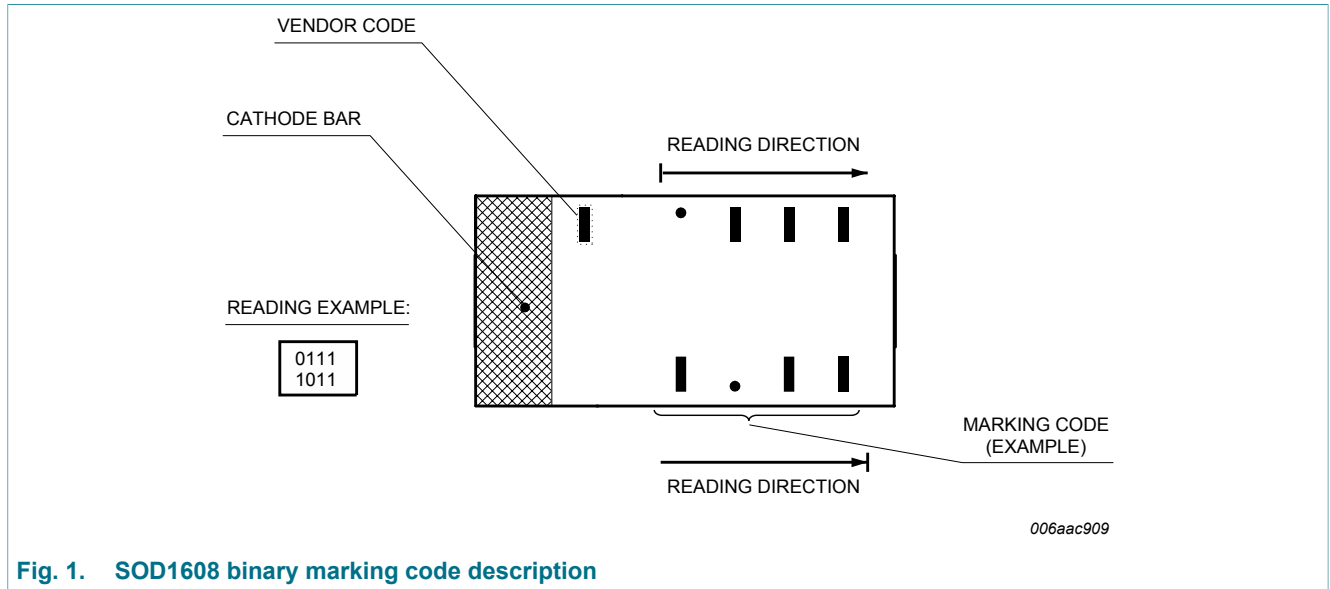 VENDOR CODE
CATHODE BAR
READING DIRECTION
READING EXAMPLE:
0111
1011
MARKING CODE
(EXAMPLE)
READING DIRECTION
006aac909
Fig. 1. SOD1608 binary marking code description